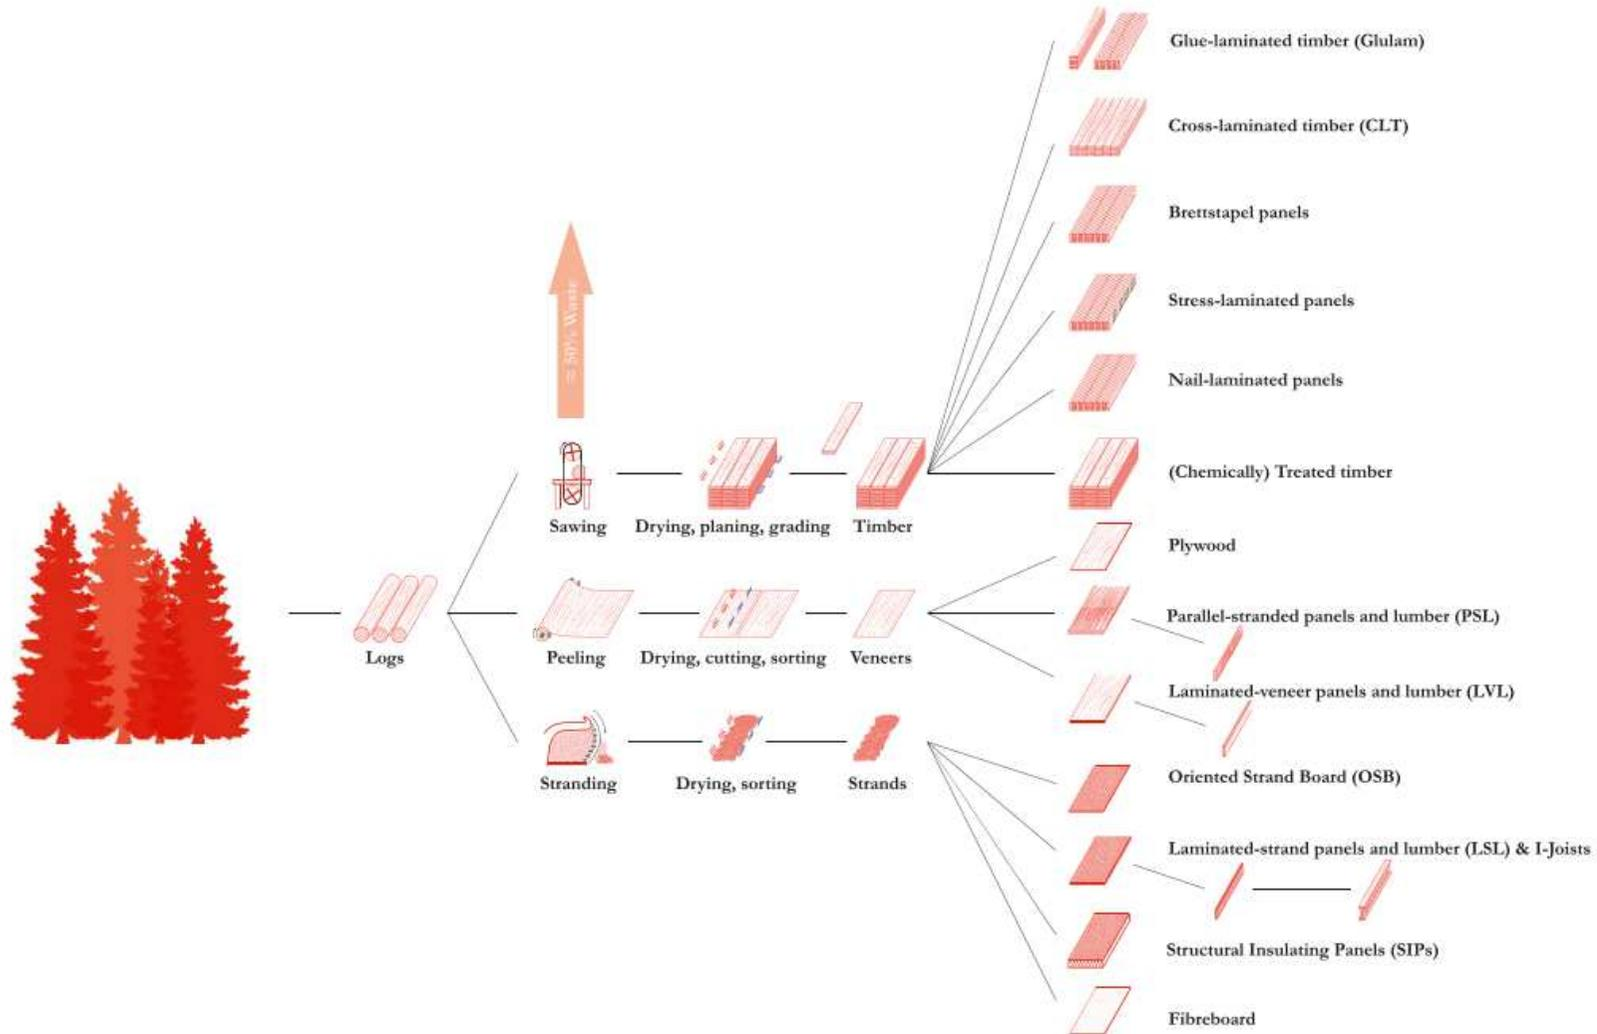 Glue-laminated timber (Glulam)
Cross-laminated timber (CLT)
Brettstapel panels
Stress-laminated panels
≈ 50% Waste
Nail-laminated panels
(Chemically) Treated timber
Sawing
Drying, planing, grading
Timber
Plywood
Parallel-stranded panels and lumber (PSL)
Logs
Peeling
Drying, cutting, sorting
Veneers
Laminated-veneer panels and lumber (LVL)
Oriented Strand Board (OSB)
Stranding
Drying, sorting
Strands
Laminated-strand panels and lumber (LSL) & I-Joists
Structural Insulating Panels (SIPs)
Fibreboard